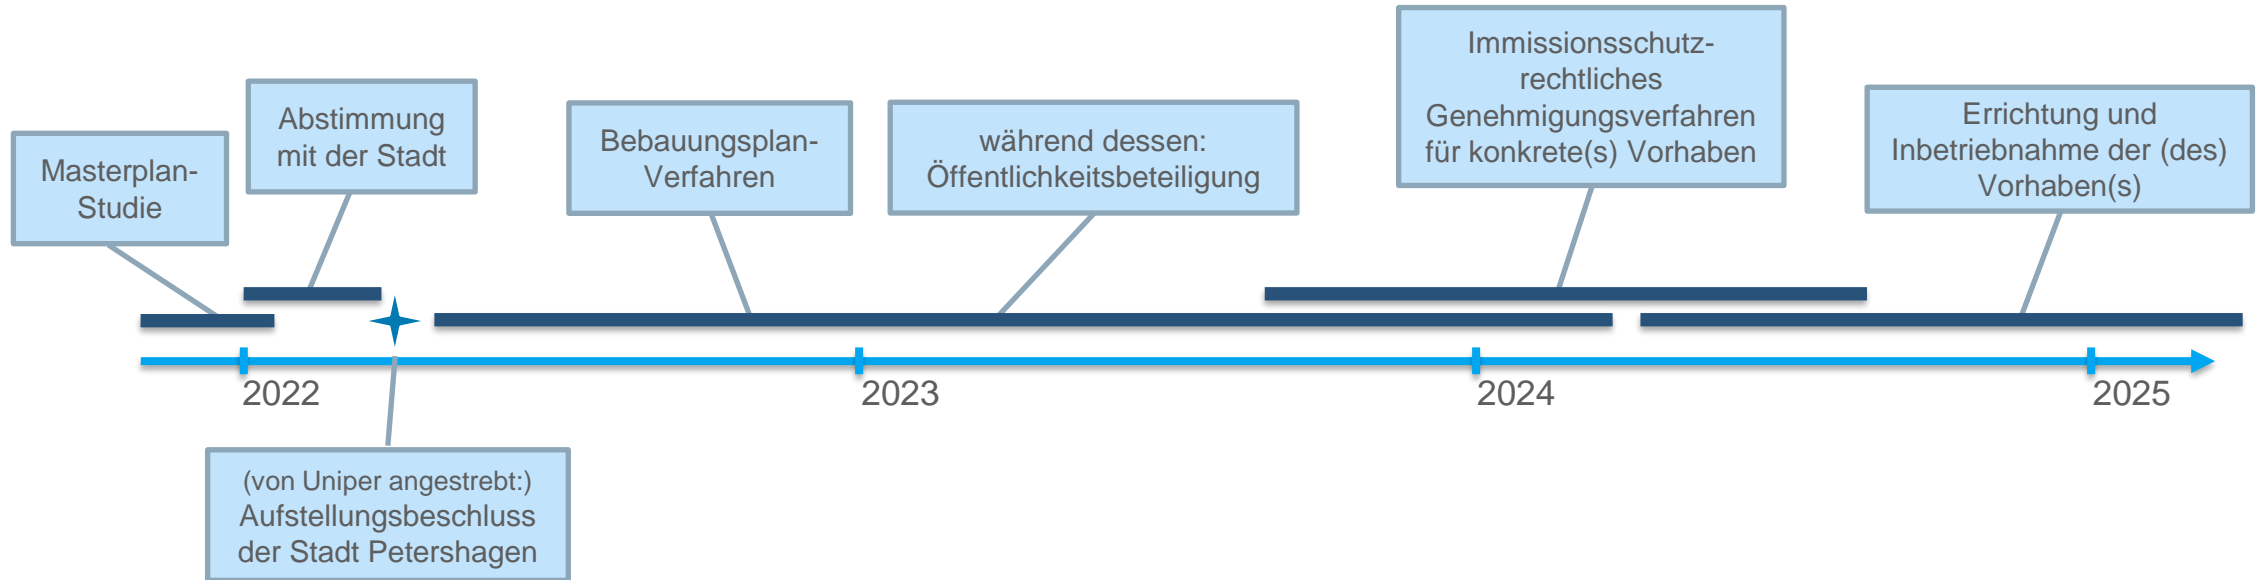 Masterplan-
Studie
Abstimmung
mit der Stadt
Bebauungsplan-
Verfahren
während dessen:
Öffentlichkeitsbeteiligung
Immissionsschutz-
rechtliches
Genehmigungsverfahren
für konkrete(s) Vorhaben
Errichtung und
Inbetriebnahme der (des)
Vorhaben(s)
2022
2023
2024
2025
(von Uniper angestrebt:)
Aufstellungsbeschluss
der Stadt Petershagen